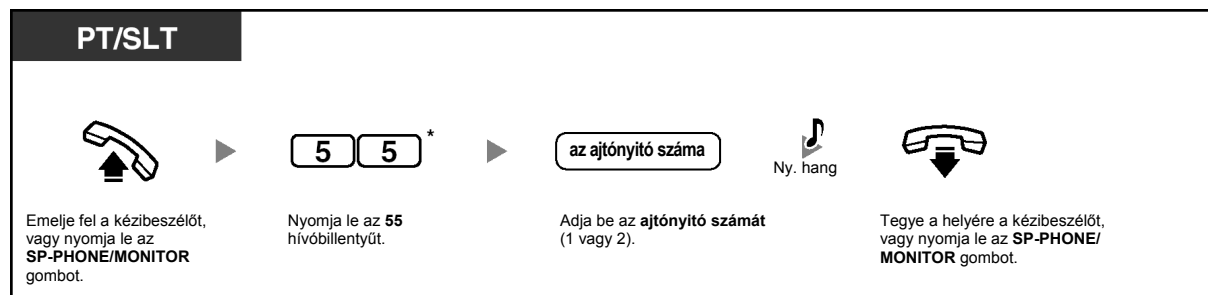 PT/SLT
5 5 *
az ajtónyitó száma
Ny. hang
Emelje fel a kézibeszélőt,
vagy nyomja le az
SP-PHONE/MONITOR
gombot.
Nyomja le az 55
hívóbillentyűt.
Adja be az ajtónyitó számát
(1 vagy 2).
Tegye a helyére a kézibeszélőt,
vagy nyomja le az SP-PHONE/
MONITOR gombot.